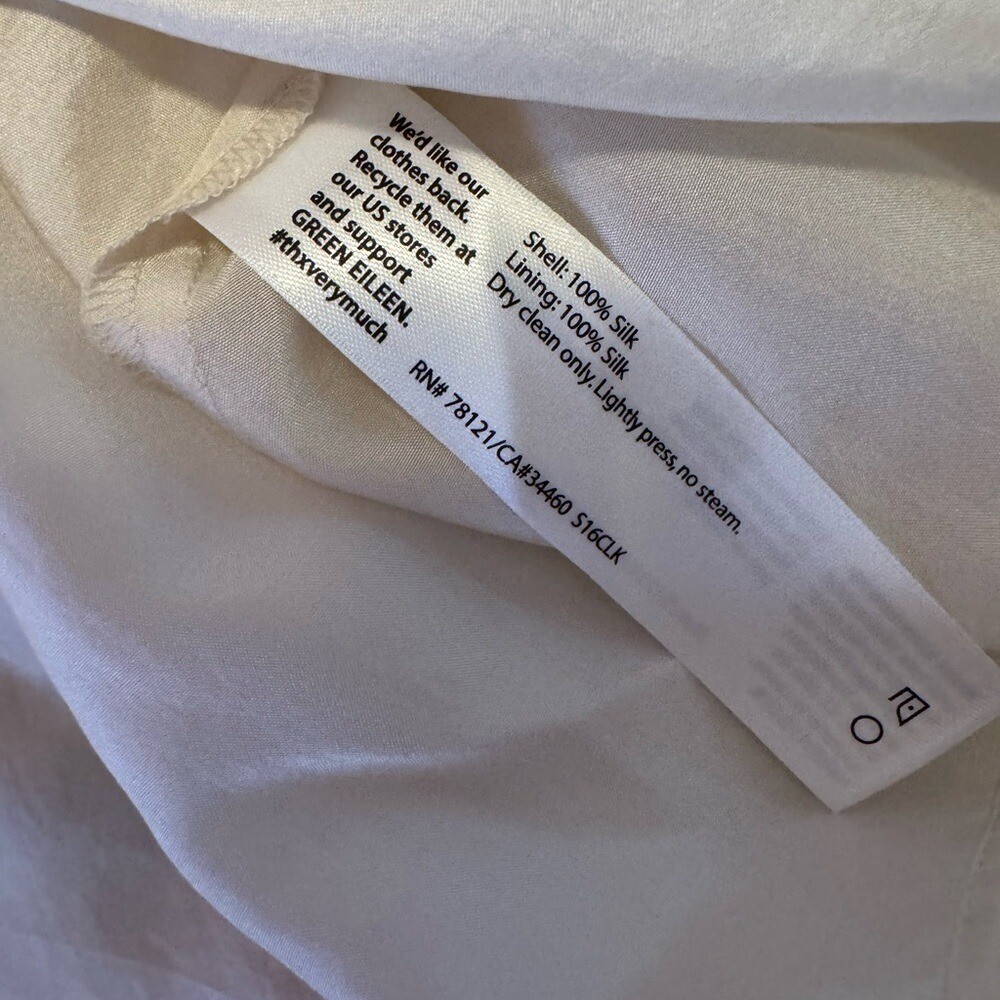 We'd like our
clothes back.
Recycle them at
our US stores
and support
GREEN EILEEN.
#thxverymuch
Shell: 100% Silk
Lining: 100% Silk
Dry clean only. Lightly press, no steam.
RN# 78121/CA#34460 S16CLK